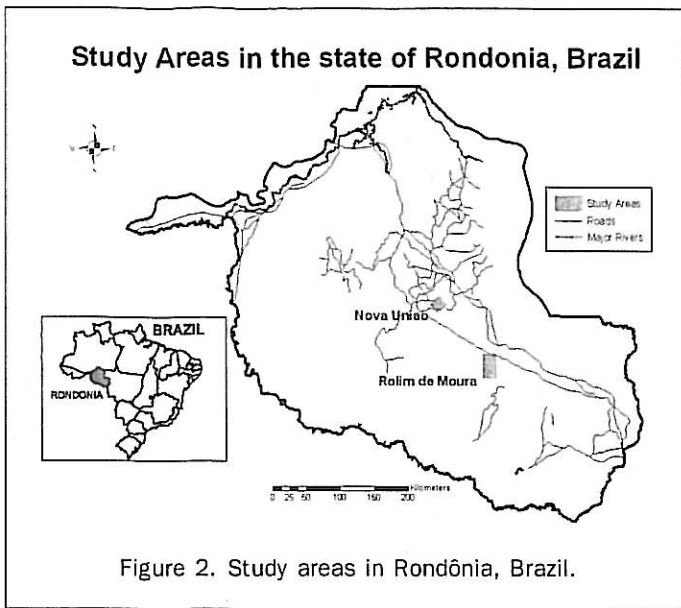 Study Areas in the state of Rondonia, Brazil
N
W
E
S
Study Areas
Roads
Major Rivers
Nova Uniao
BRAZIL
RONDONIA
Rolim de Moura
Kilometers
0 25 50 100 150 200
Figure 2. Study areas in Rondônia, Brazil.